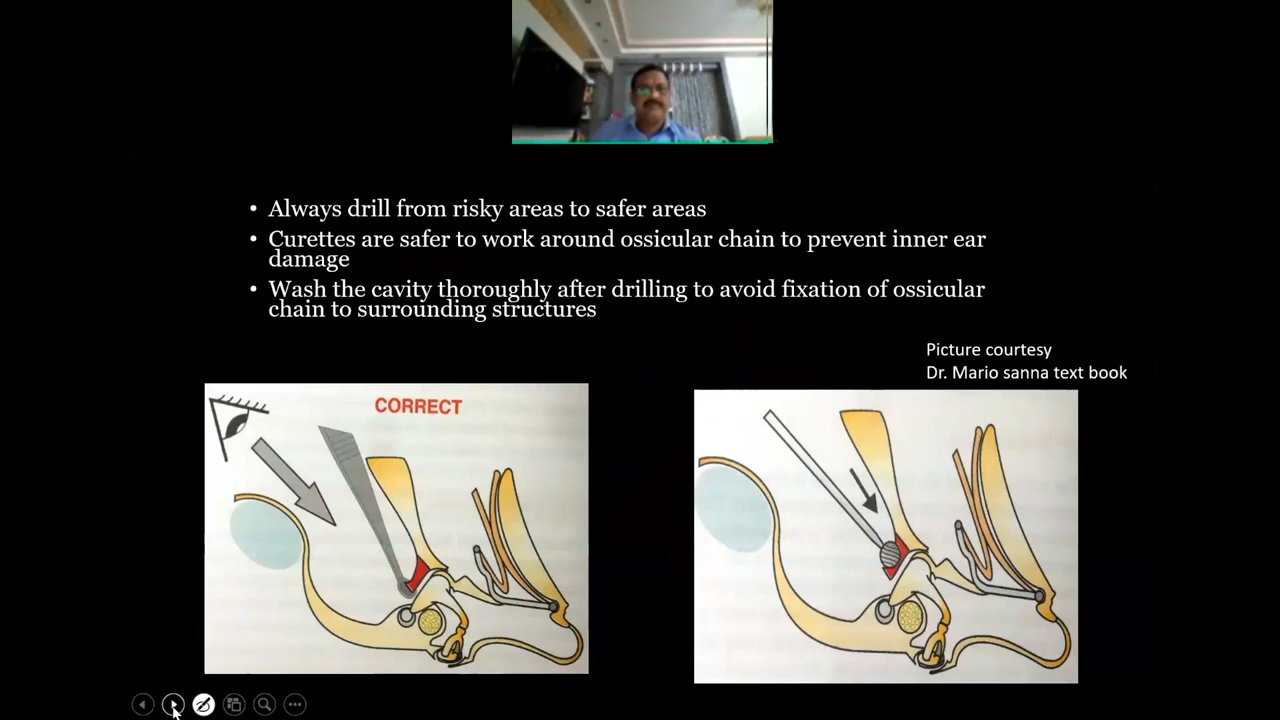 • Always drill from risky areas to safer areas
• Curettes are safer to work around ossicular chain to prevent inner ear
damage
• Wash the cavity thoroughly after drilling to avoid fixation of ossicular
chain to surrounding structures
Picture courtesy
Dr. Mario sanna text book
CORRECT